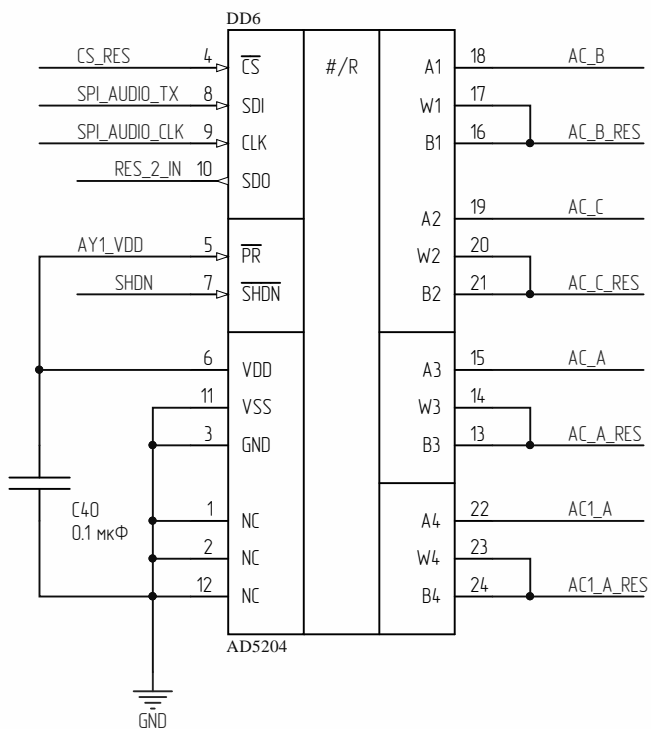 DD6
CS_RES 4 CS #/R A1 18 AC_B
SPI_AUDIO_TX 8 SDI W1 17
SPI_AUDIO_CLK 9 CLK B1 16 AC_B_RES
RES_2_IN 10 SDO
A2 19 AC_C
AY1_VDD 5 PR W2 20
SHDN 7 SHDN B2 21 AC_C_RES
6 VDD A3 15 AC_A
11 VSS W3 14
3 GND B3 13 AC_A_RES
C40
0.1 мкФ
1 NC A4 22 AC1_A
2 NC W4 23
12 NC B4 24 AC1_A_RES
AD5204
GND